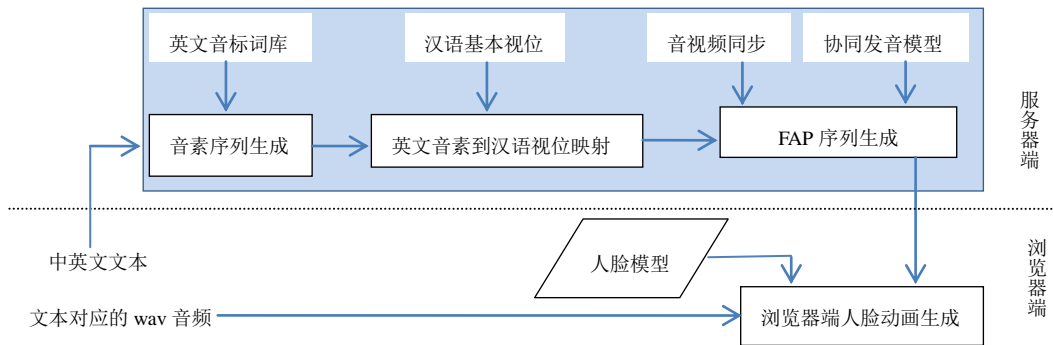 英文音标词库
汉语基本视位
音视频同步
协同发音模型
音素序列生成
英文音素到汉语视位映射
FAP 序列生成
服务器端
中英文文本
人脸模型
浏览器端
文本对应的 wav 音频
浏览器端人脸动画生成